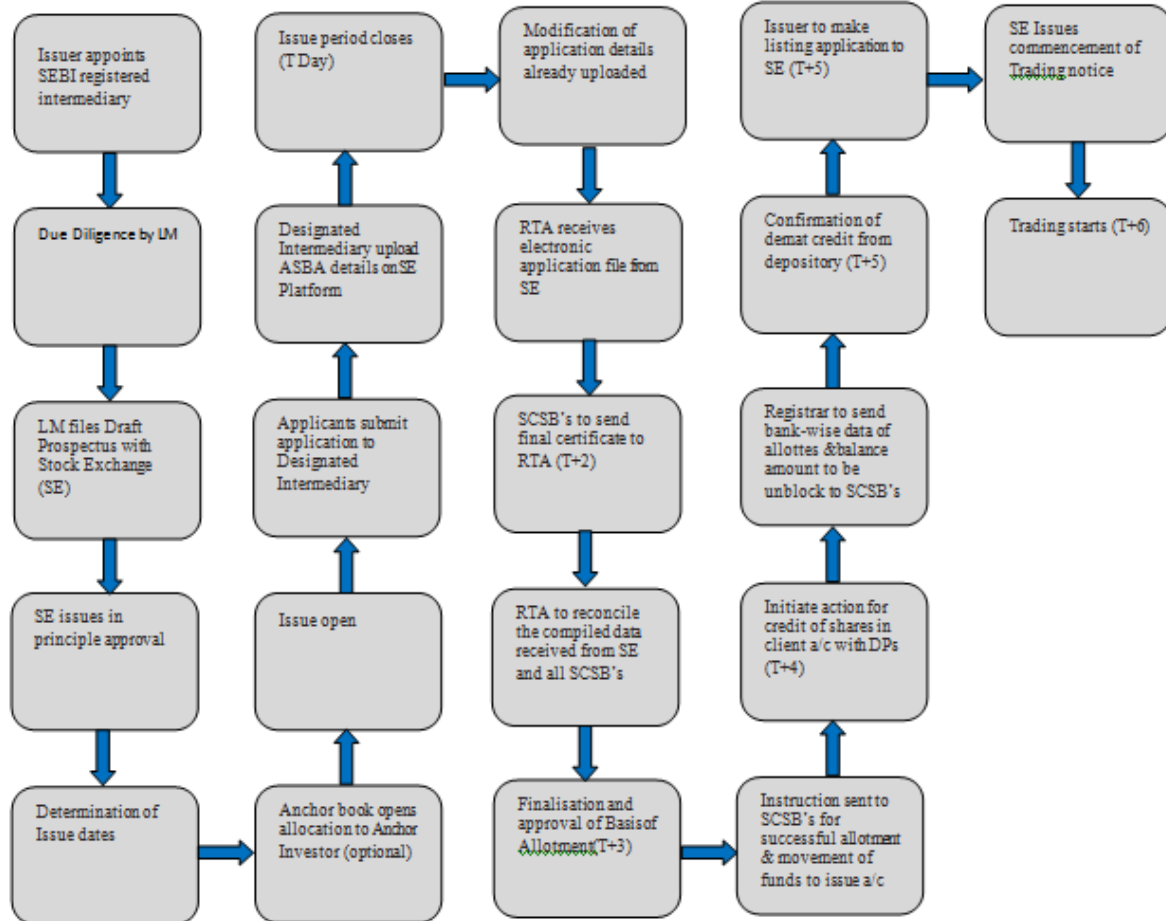 Issuer appoints
SEBI registered
intermediary
Due Diligence by LM
LM files Draft
Prospectus with
Stock Exchange
(SE)
SE issues in
principle approval
Determination of
Issue dates
Anchor book opens
allocation to Anchor
Investor (optional)
Issue open
Applicants submit
application to
Designated
Intermediary
Designated
Intermediary upload
ASBA details onSE
Platform
Issue period closes
(T Day)
Modification of
application details
already uploaded
RTA receives
electronic
application file from
SE
SCSB's to send
final certificate to
RTA (T+2)
RTA to reconcile
the compiled data
received from SE
and all SCSB's
Finalisation and
approval of Basisof
Allotment(T+3)
Instruction sent to
SCSB's for
successful allotment
& movement of
funds to issue a/c
Initiate action for
credit of shares in
client a/c with DPs
(T+4)
Registrar to send
bank-wise data of
allottes &balance
amount to be
unblock to SCSB's
Confirmation of
demat credit from
depository (T+5)
Issuer to make
listing application to
SE (T+5)
SE Issues
commencement of
Trading notice
Trading starts (T+6)